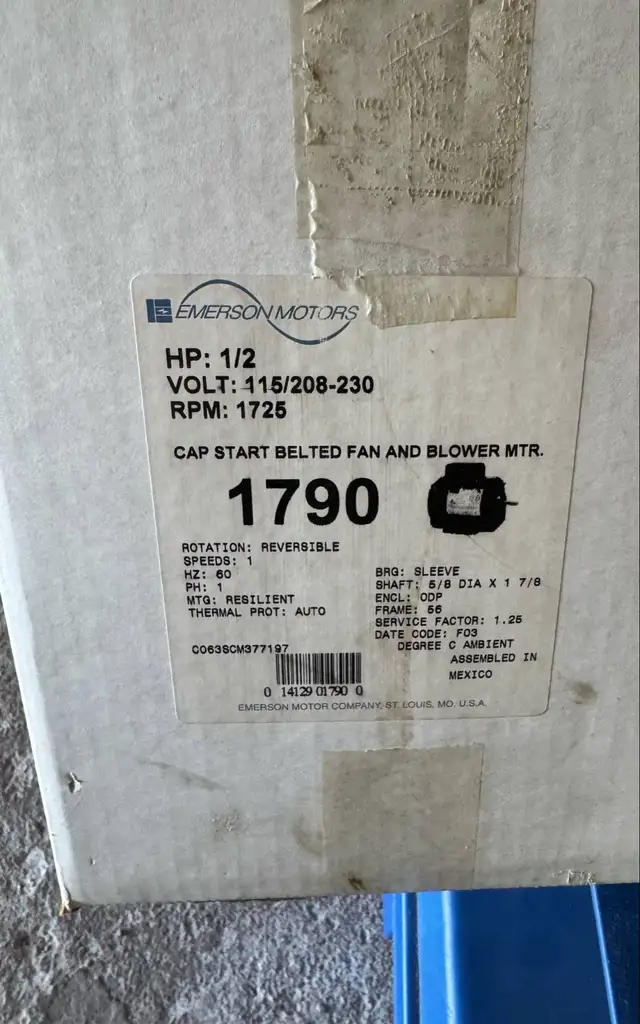 EMERSON MOTORS
HP: 1/2
VOLT: 115/208-230
RPM: 1725
CAP START BELTED FAN AND BLOWER MTR.
1790
ROTATION: REVERSIBLE
SPEEDS: 1
HZ: 60
PH: 1
MTG: RESILIENT
THERMAL PROT: AUTO
BRG: SLEEVE
SHAFT: 5/8 DIA X 1 7/8
ENCL: ODP
FRAME: 56
SERVICE FACTOR: 1.25
DATE CODE: F03
DEGREE C AMBIENT
ASSEMBLED IN
MEXICO
C063SCM377197
0 14129 01790 0
EMERSON MOTOR COMPANY, ST. LOUIS, MO. U.S.A.